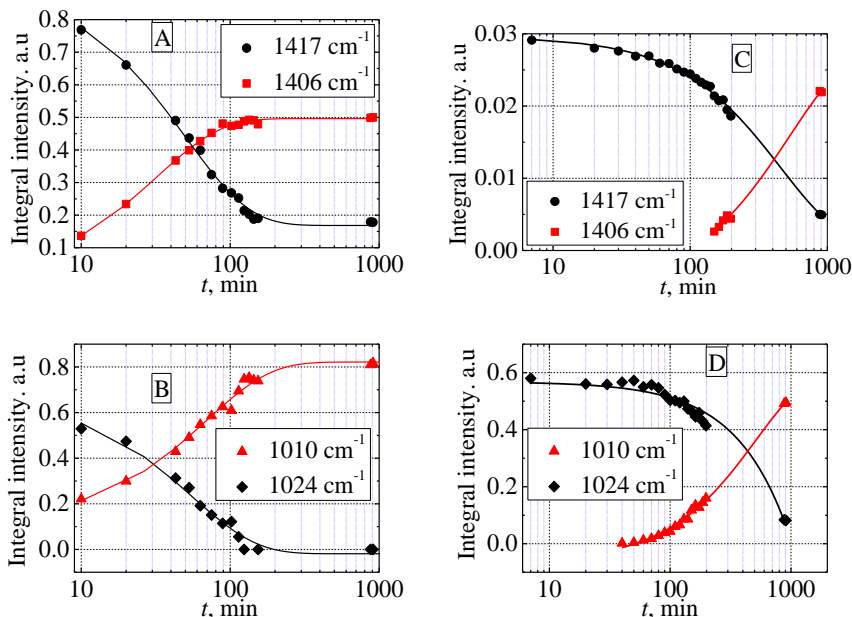 A
1417 cm-1
1406 cm-1
Integral intensity. a.u
0.8
0.7
0.6
0.5
0.4
0.3
0.2
0.1
10 100 1000
t, min
C
1417 cm-1
1406 cm-1
Integral intensity. a.u
0.03
0.02
0.01
0.00
10 100 1000
t, min
B
1010 cm-1
1024 cm-1
Integral intensity. a.u
0.8
0.6
0.4
0.2
0.0
10 100 1000
t, min
D
1010 cm-1
1024 cm-1
Integral intensity. a.u
0.6
0.4
0.2
0.0
10 100 1000
t, min